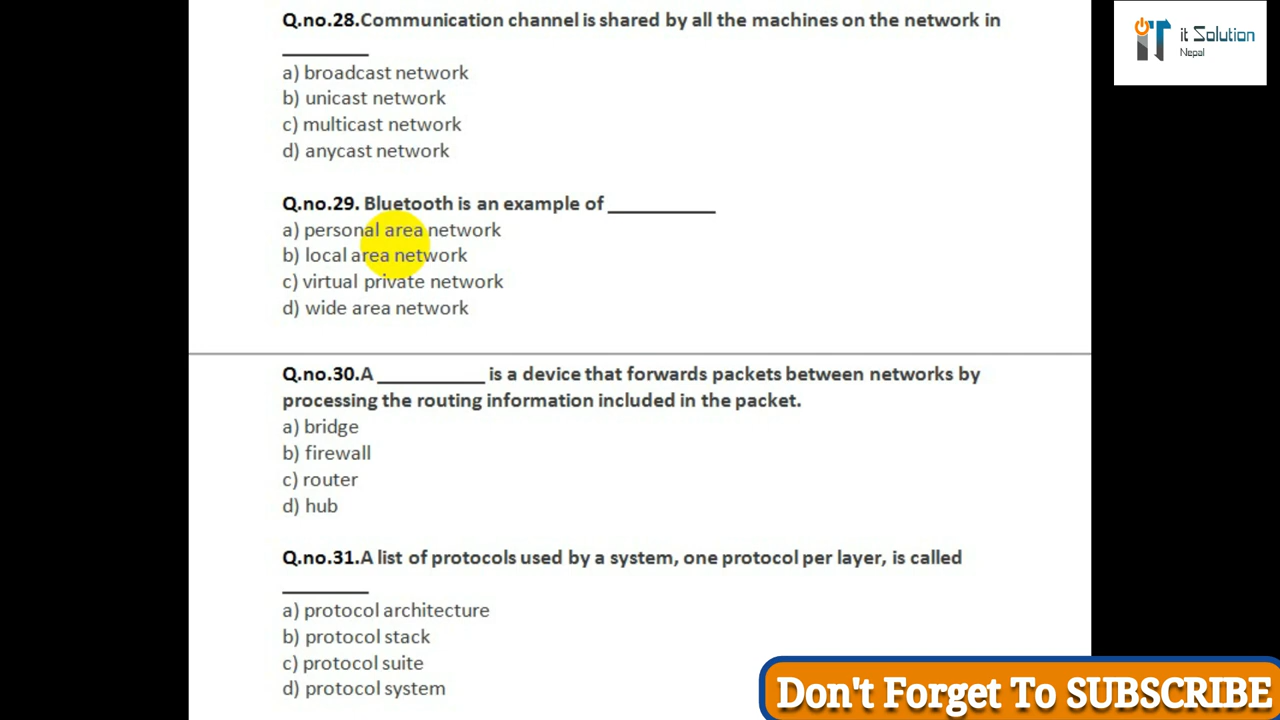 Q.no.28.Communication channel is shared by all the machines on the network in
________
a) broadcast network
b) unicast network
c) multicast network
d) anycast network
Q.no.29. Bluetooth is an example of __________
a) personal area network
b) local area network
c) virtual private network
d) wide area network
Q.no.30.A __________ is a device that forwards packets between networks by
processing the routing information included in the packet.
a) bridge
b) firewall
c) router
d) hub
Q.no.31.A list of protocols used by a system, one protocol per layer, is called
________
a) protocol architecture
b) protocol stack
c) protocol suite
d) protocol system
iT it Solution
Nepal
Don't Forget To SUBSCRIBE